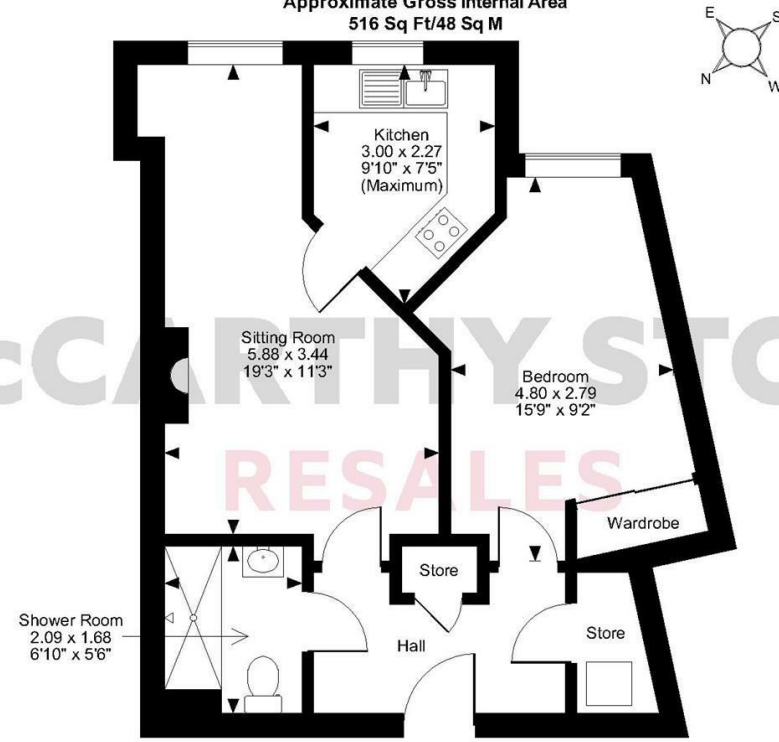 Approximate Gross Internal Area
516 Sq Ft/48 Sq M
E
S
N
W
Kitchen
3.00 x 2.27
9'10" x 7'5"
(Maximum)
Sitting Room
5.88 x 3.44
19'3" x 11'3"
Bedroom
4.80 x 2.79
15'9" x 9'2"
McCARTHY STO
RESALES
Wardrobe
Store
Shower Room
2.09 x 1.68
6'10" x 5'6"
Hall
Store